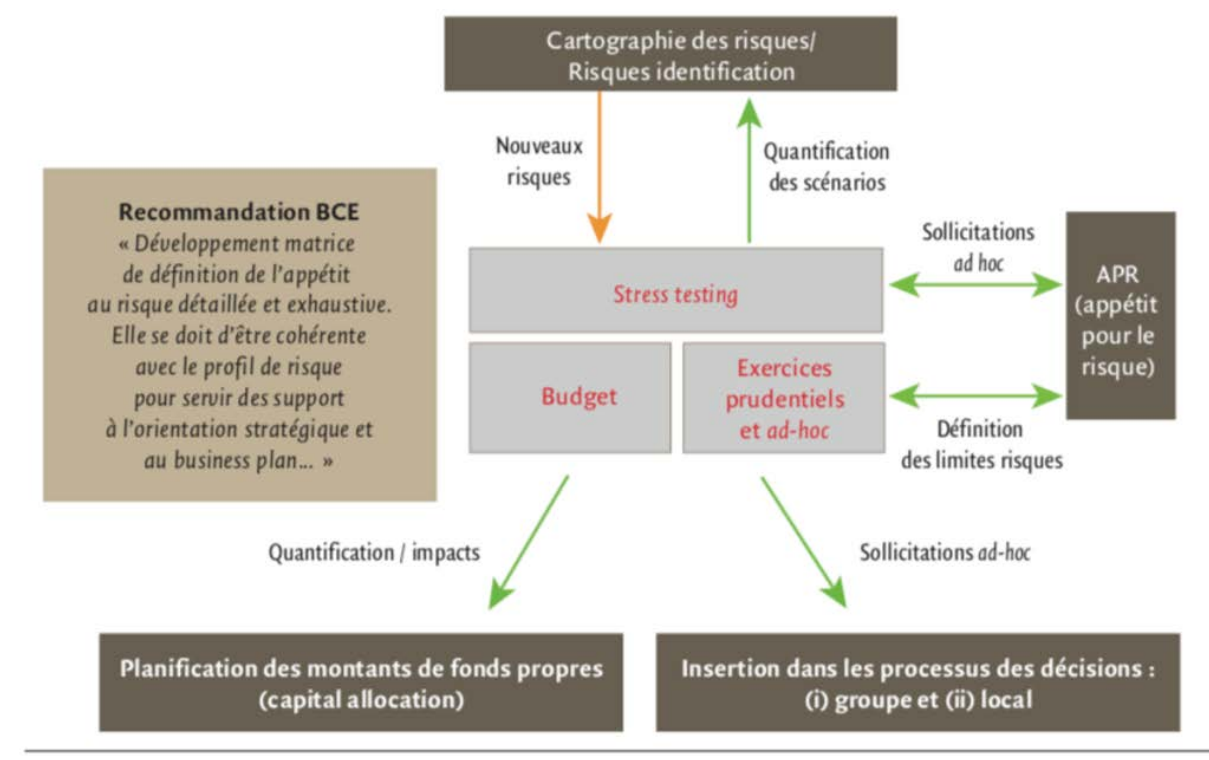 Cartographie des risques/
Risques identification
Nouveaux
risques
Quantification
des scénarios
Recommandation BCE
« Développement matrice
de définition de l'appétit
au risque détaillée et exhaustive.
Elle se doit d'être cohérente
avec le profil de risque
pour servir des support
à l'orientation stratégique et
au business plan... »
Stress testing
Sollicitations
ad hoc
APR
(appétit
pour le
risque)
Budget
Exercices
prudentiels
et ad-hoc
Définition
des limites risques
Quantification / impacts
Sollicitations ad-hoc
Planification des montants de fonds propres
(capital allocation)
Insertion dans les processus des décisions :
(i) groupe et (ii) local